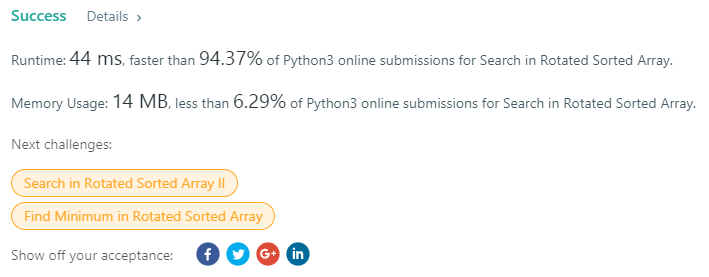 Success Details ›
Runtime: 44 ms, faster than 94.37% of Python3 online submissions for Search in Rotated Sorted Array.
Memory Usage: 14 MB, less than 6.29% of Python3 online submissions for Search in Rotated Sorted Array.
Next challenges:
Search in Rotated Sorted Array II
Find Minimum in Rotated Sorted Array
Show off your acceptance: f G+ in